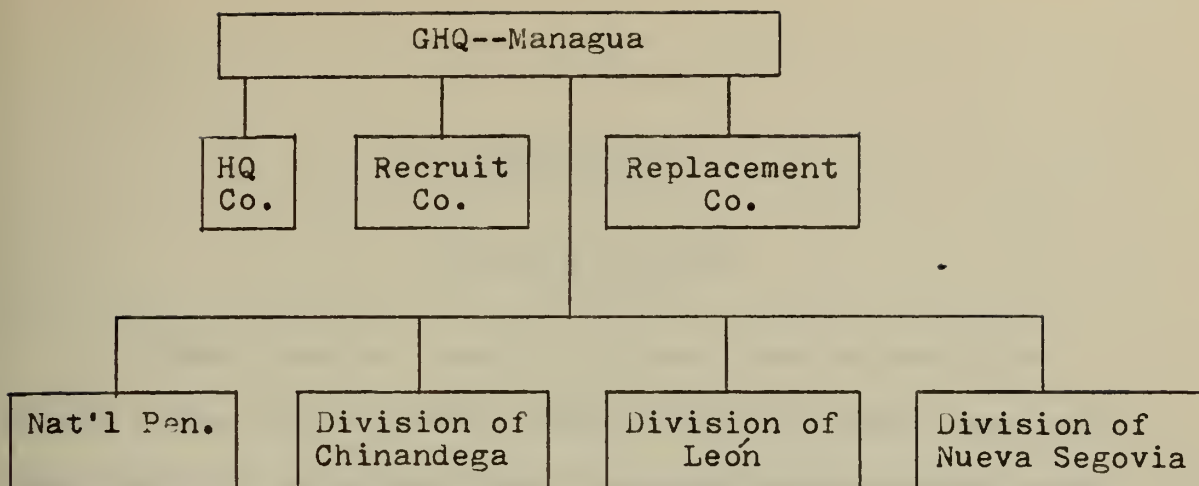 GHQ--Managua
HQ
Co.
Recruit
Co.
Replacement
Co.
Nat'l Pen.
Division of
Chinandega
Division of
León
Division of
Nueva Segovia